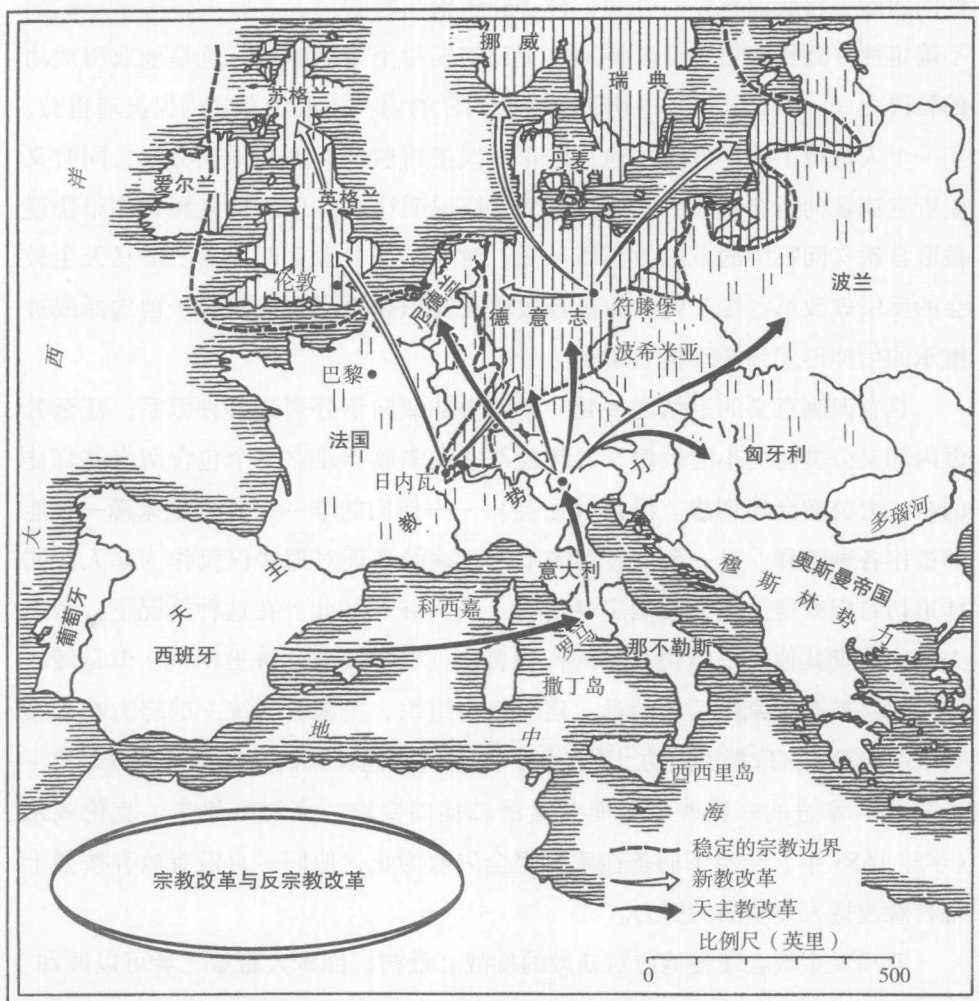 挪威
瑞典
苏格兰
丹麦
爱尔兰
英格兰
伦敦
尼德兰
德意志
符滕堡
波兰
波希米亚
巴黎
法国
日内瓦
匈牙利
天主教势力
多瑙河
意大利
奥斯曼帝国
穆斯林势力
科西嘉
葡萄牙
西班牙
罗马
那不勒斯
撒丁岛
大西洋
地中海
西西里岛
宗教改革与反宗教改革
稳定的宗教边界
新教改革
天主教改革
比例尺（英里）
0 500